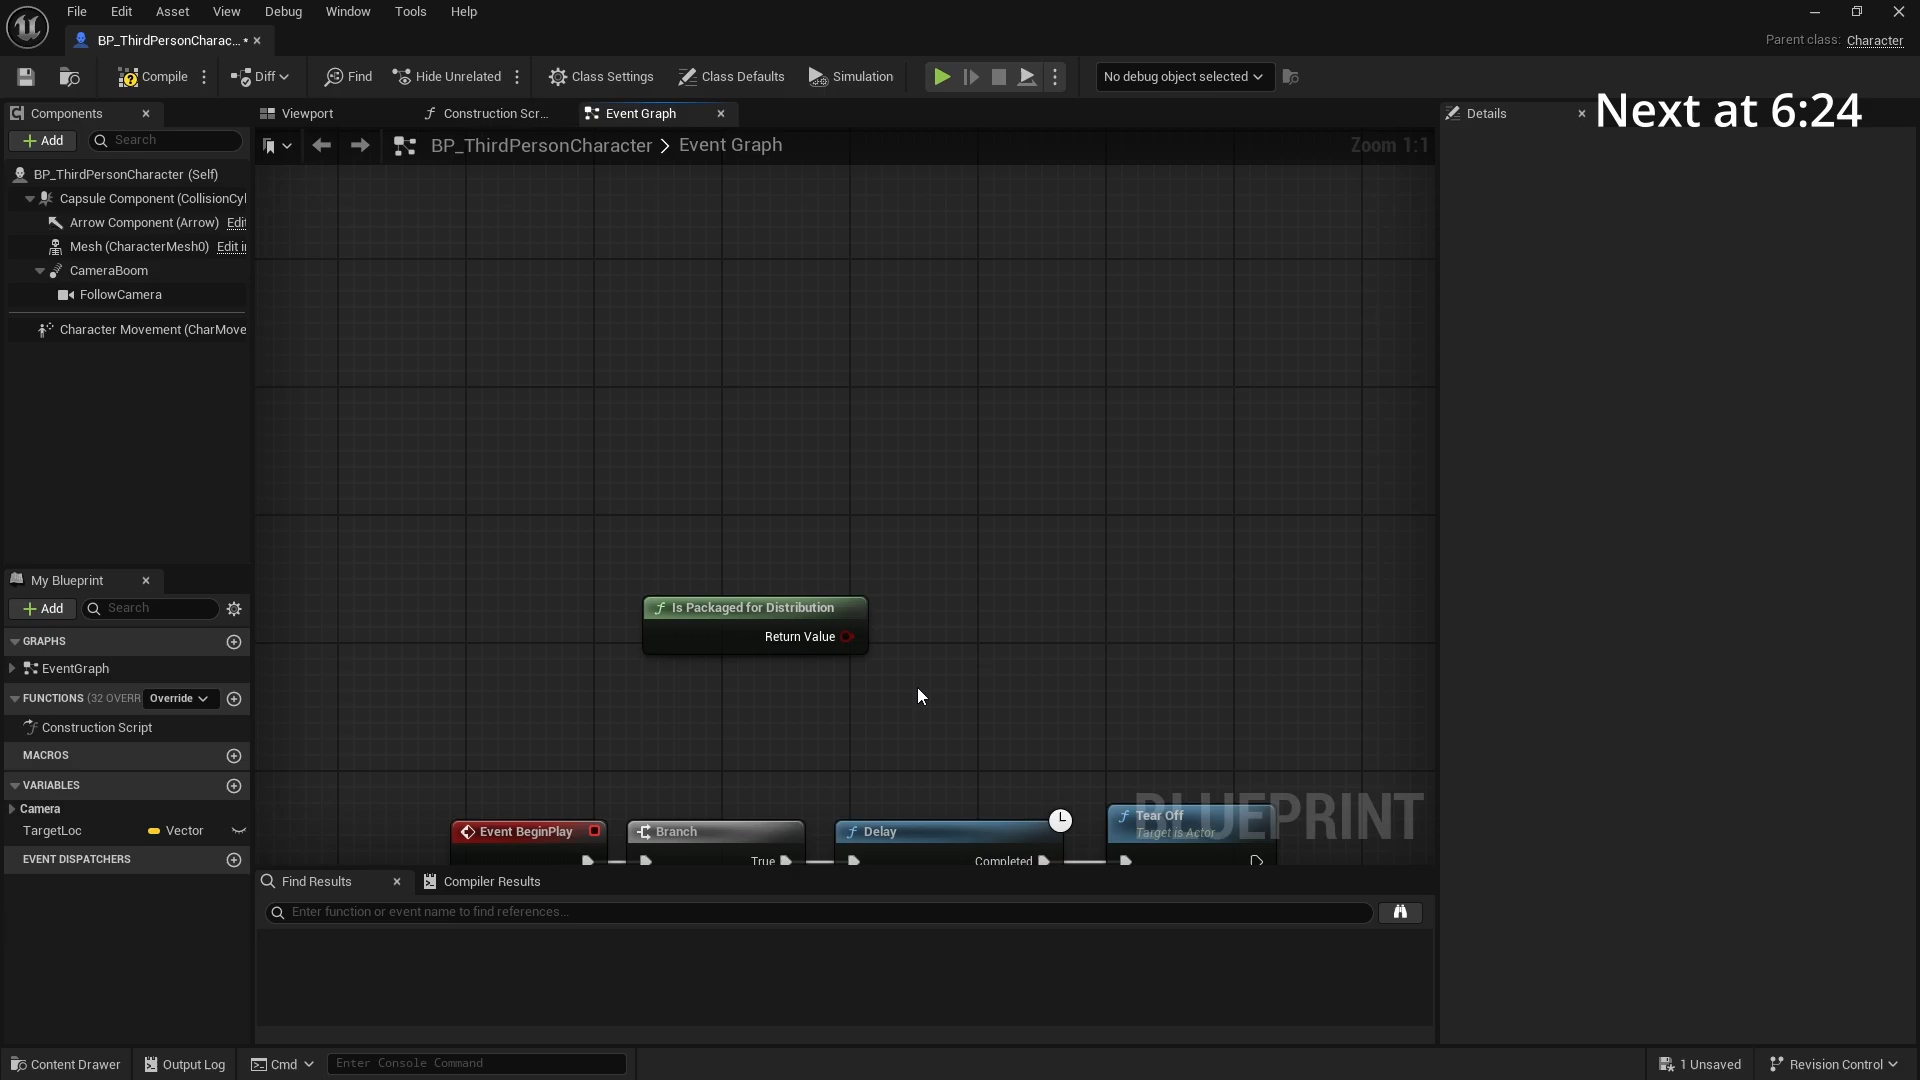 File Edit Asset View Debug Window Tools Help
BP_ThirdPersonCharac... •
Parent class: Character
Compile Diff Find Hide Unrelated Class Settings Class Defaults Simulation No debug object selected
Components
Viewport Construction Scr... Event Graph
Details
Next at 6:24
Add Search
BP_ThirdPersonCharacter > Event Graph
Zoom 1:1
BP_ThirdPersonCharacter (Self)
Capsule Component (CollisionCyl
Arrow Component (Arrow) Edit
Mesh (CharacterMesh0) Edit i
CameraBoom
FollowCamera
Character Movement (CharMove
My Blueprint
Add Search
GRAPHS
EventGraph
FUNCTIONS (32 OVERR Override
Construction Script
MACROS
VARIABLES
Camera
TargetLoc Vector
EVENT DISPATCHERS
Is Packaged for Distribution
Return Value
BLUEPRINT
Event BeginPlay
Branch
True
Delay
Completed
Tear Off
Target is Actor
Find Results Compiler Results
Enter function or event name to find references...
Content Drawer Output Log Cmd Enter Console Command
1 Unsaved Revision Control